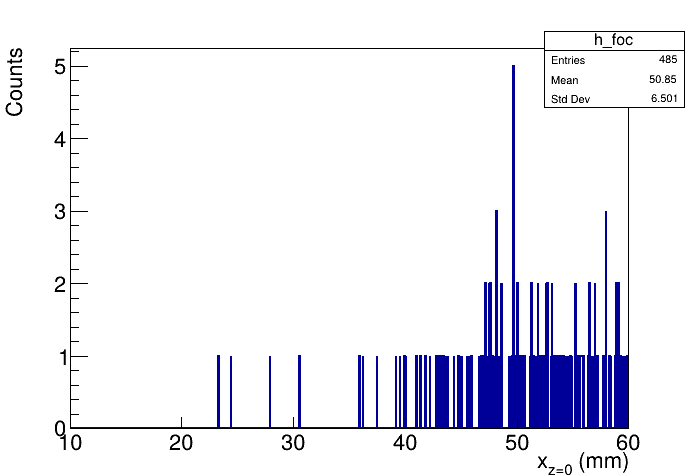 h_foc
Entries 485
Mean 50.85
Std Dev 6.501
Counts
5
4
3
2
1
0
10 20 30 40 50 60
x_{z=0} (mm)